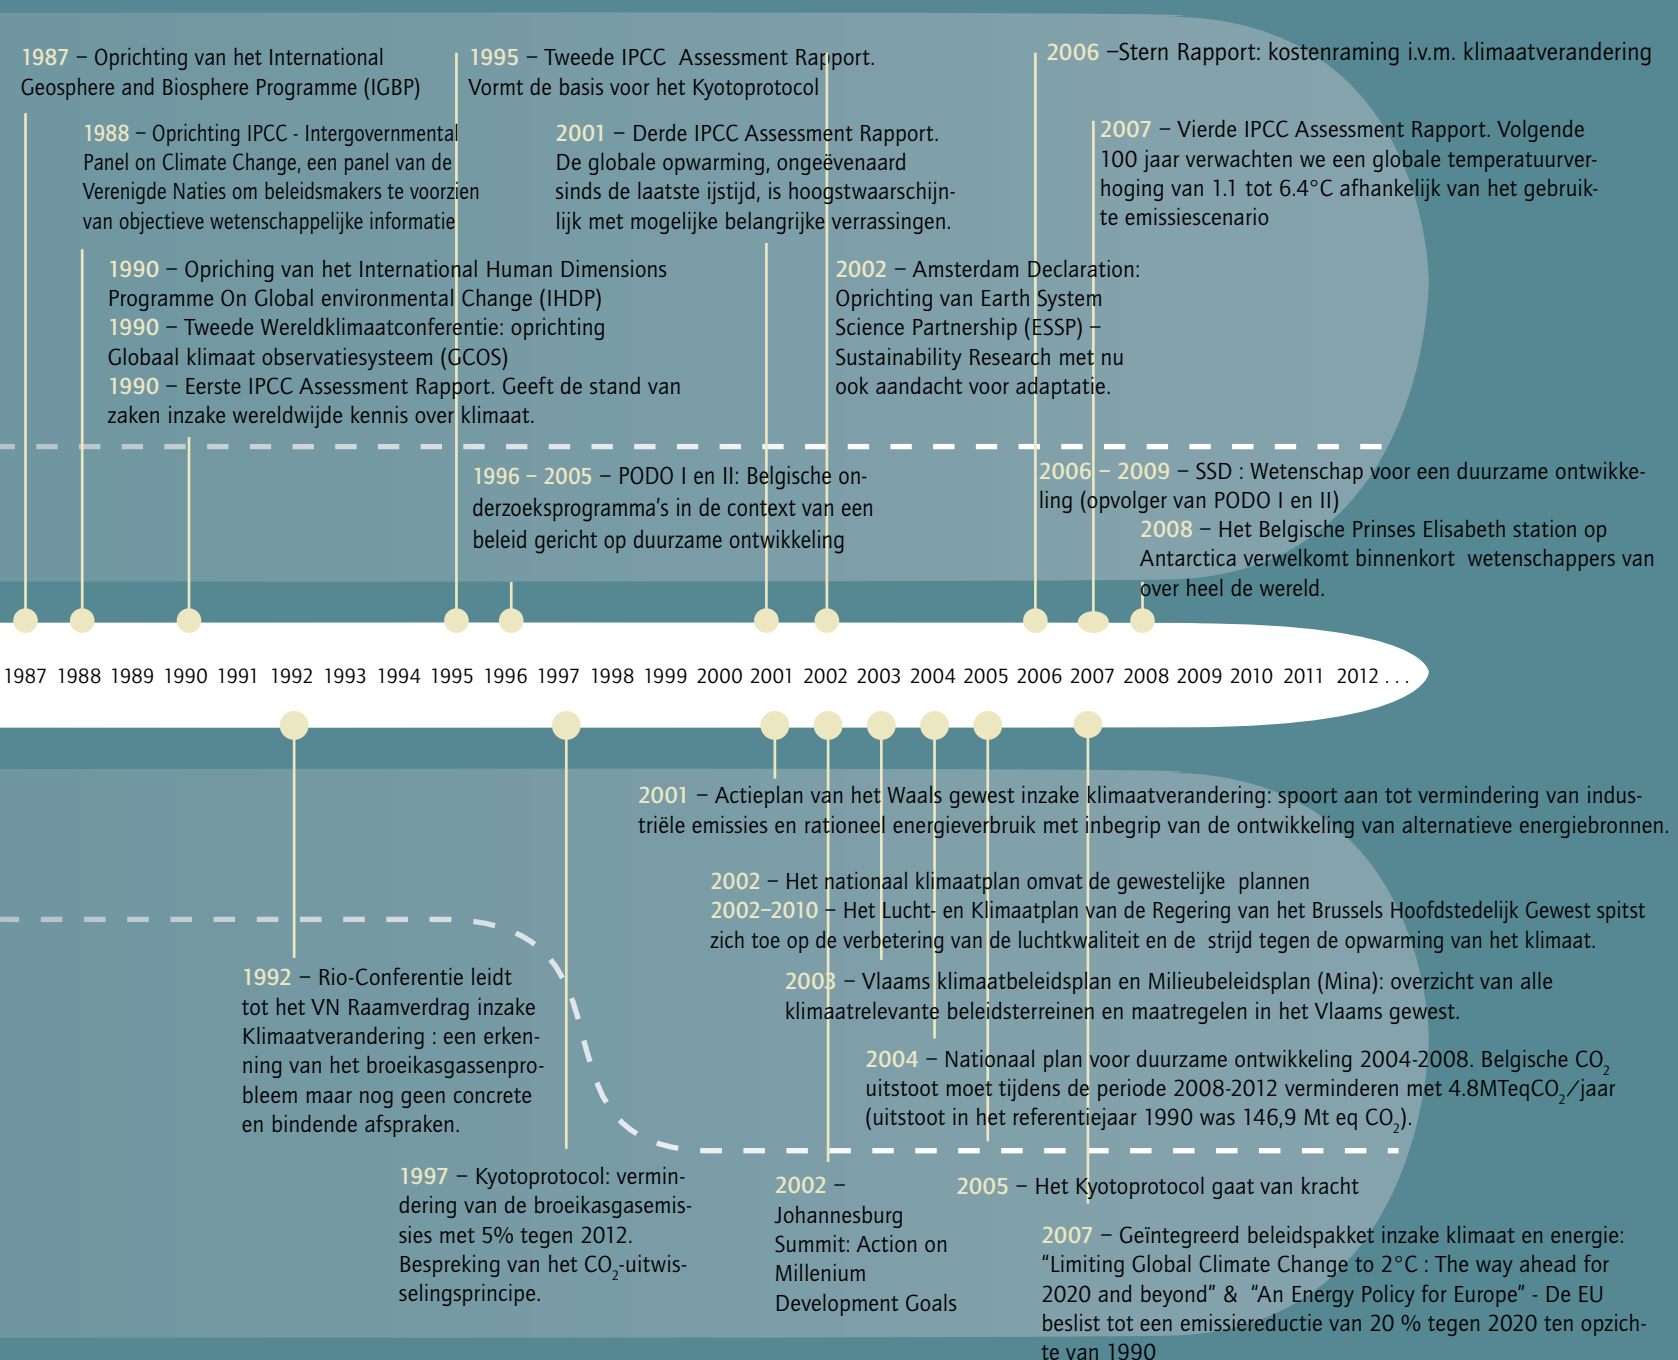 1987 – Oprichting van het International
Geosphere and Biosphere Programme (IGBP)
1988 – Oprichting IPCC - Intergovernmental
Panel on Climate Change, een panel van de
Verenigde Naties om beleidsmakers te voorzien
van objectieve wetenschappelijke informatie
1990 – Opriching van het International Human Dimensions
Programme On Global environmental Change (IHDP)
1990 – Tweede Wereldklimaatconferentie: oprichting
Globaal klimaat observatiesysteem (GCOS)
1990 – Eerste IPCC Assessment Rapport. Geeft de stand van
zaken inzake wereldwijde kennis over klimaat.
1995 – Tweede IPCC Assessment Rapport.
Vormt de basis voor het Kyotoprotocol
2001 – Derde IPCC Assessment Rapport.
De globale opwarming, ongeëvenaard
sinds de laatste ijstijd, is hoogstwaarschijn-
lijk met mogelijke belangrijke verrassingen.
2002 – Amsterdam Declaration:
Oprichting van Earth System
Science Partnership (ESSP) –
Sustainability Research met nu
ook aandacht voor adaptatie.
2006 –Stern Rapport: kostenraming i.v.m. klimaatverandering
2007 – Vierde IPCC Assessment Rapport. Volgende
100 jaar verwachten we een globale temperatuurver-
hoging van 1.1 tot 6.4°C afhankelijk van het gebruik-
te emissiescenario
1996 – 2005 – PODO I en II: Belgische on-
derzoeksprogramma's in de context van een
beleid gericht op duurzame ontwikkeling
2006 – 2009 – SSD : Wetenschap voor een duurzame ontwikke-
ling (opvolger van PODO I en II)
2008 – Het Belgische Prinses Elisabeth station op
Antarctica verwelkomt binnenkort wetenschappers van
over heel de wereld.
1987 1988 1989 1990 1991 1992 1993 1994 1995 1996 1997 1998 1999 2000 2001 2002 2003 2004 2005 2006 2007 2008 2009 2010 2011 2012 . . .
2001 – Actieplan van het Waals gewest inzake klimaatverandering: spoort aan tot vermindering van indus-
triële emissies en rationeel energieverbruik met inbegrip van de ontwikkeling van alternatieve energiebronnen.
2002 – Het nationaal klimaatplan omvat de gewestelijke plannen
2002–2010 – Het Lucht- en Klimaatplan van de Regering van het Brussels Hoofdstedelijk Gewest spitst
zich toe op de verbetering van de luchtkwaliteit en de strijd tegen de opwarming van het klimaat.
2003 – Vlaams klimaatbeleidsplan en Milieubeleidsplan (Mina): overzicht van alle
klimaatrelevante beleidsterreinen en maatregelen in het Vlaams gewest.
2004 – Nationaal plan voor duurzame ontwikkeling 2004-2008. Belgische CO₂
uitstoot moet tijdens de periode 2008-2012 verminderen met 4.8MTeqCO₂/jaar
(uitstoot in het referentiejaar 1990 was 146,9 Mt eq CO₂).
1992 – Rio-Conferentie leidt
tot het VN Raamverdrag inzake
Klimaatverandering : een erken-
ning van het broeikasgassenpro-
bleem maar nog geen concrete
en bindende afspraken.
1997 – Kyotoprotocol: vermin-
dering van de broeikasgasemis-
sies met 5% tegen 2012.
Bespreking van het CO₂-uitwis-
selingsprincipe.
2002 –
Johannesburg
Summit: Action on
Millenium
Development Goals
2005 – Het Kyotoprotocol gaat van kracht
2007 – Geïntegreerd beleidspakket inzake klimaat en energie:
“Limiting Global Climate Change to 2°C : The way ahead for
2020 and beyond” & “An Energy Policy for Europe” - De EU
beslist tot een emissiereductie van 20 % tegen 2020 ten opzich-
te van 1990